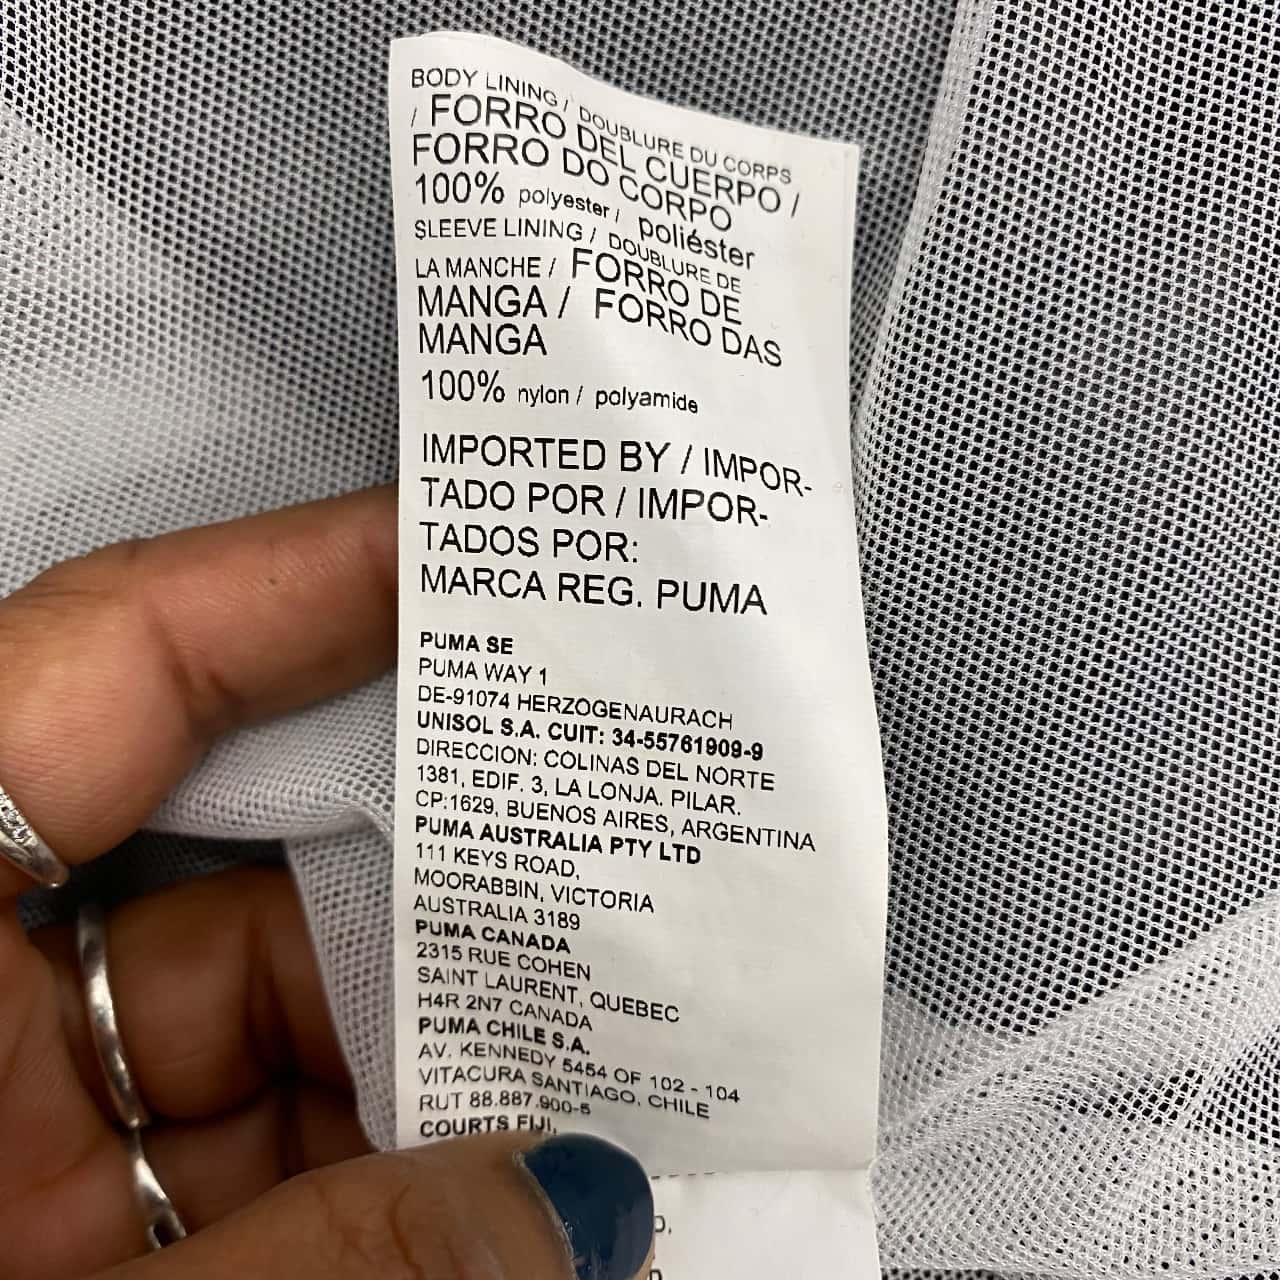 BODY LINING / DOUBLURE DU CORPS
/ FORRO DEL CUERPO /
FORRO DO CORPO
100% polyester / poliéster
SLEEVE LINING / DOUBLURE DE
LA MANCHE / FORRO DE
MANGA / FORRO DAS
MANGA
100% nylon / polyamide
IMPORTED BY / IMPOR-
TADO POR / IMPOR-
TADOS POR:
MARCA REG. PUMA
PUMA SE
PUMA WAY 1
DE-91074 HERZOGENAURACH
UNISOL S.A. CUIT: 34-55761909-9
DIRECCION: COLINAS DEL NORTE
1381, EDIF. 3, LA LONJA. PILAR.
CP:1629, BUENOS AIRES, ARGENTINA
PUMA AUSTRALIA PTY LTD
111 KEYS ROAD,
MOORABBIN, VICTORIA
AUSTRALIA 3189
PUMA CANADA
2315 RUE COHEN
SAINT LAURENT, QUEBEC
H4R 2N7 CANADA
PUMA CHILE S.A.
AV. KENNEDY 5454 OF 102 - 104
VITACURA SANTIAGO. CHILE
RUT 88.887.900-5
COURTS FIJI,